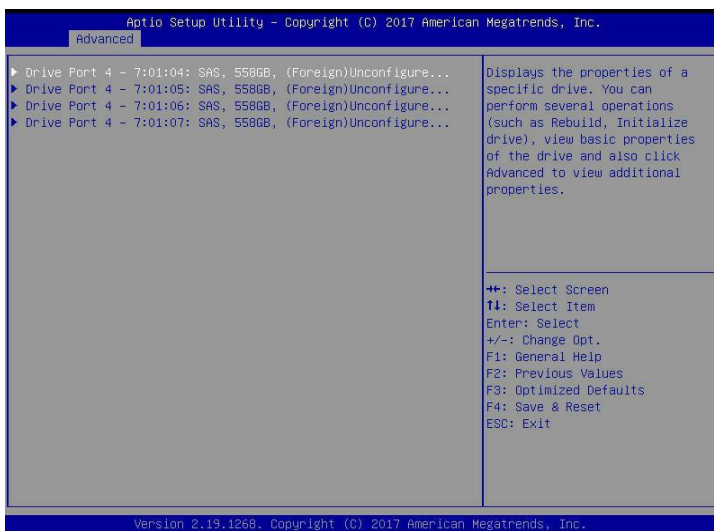 Aptio Setup Utility – Copyright (C) 2017 American Megatrends, Inc.
Advanced
Drive Port 4 – 7:01:04: SAS, 558GB, (Foreign)Unconfigure...
Drive Port 4 – 7:01:05: SAS, 558GB, (Foreign)Unconfigure...
Drive Port 4 – 7:01:06: SAS, 558GB, (Foreign)Unconfigure...
Drive Port 4 – 7:01:07: SAS, 558GB, (Foreign)Unconfigure...
Displays the properties of a
specific drive. You can
perform several operations
(such as Rebuild, Initialize
drive), view basic properties
of the drive and also click
Advanced to view additional
properties.
→←: Select Screen
↑↓: Select Item
Enter: Select
+/-: Change Opt.
F1: General Help
F2: Previous Values
F3: Optimized Defaults
F4: Save & Reset
ESC: Exit
Version 2.19.1268. Copyright (C) 2017 American Megatrends, Inc.